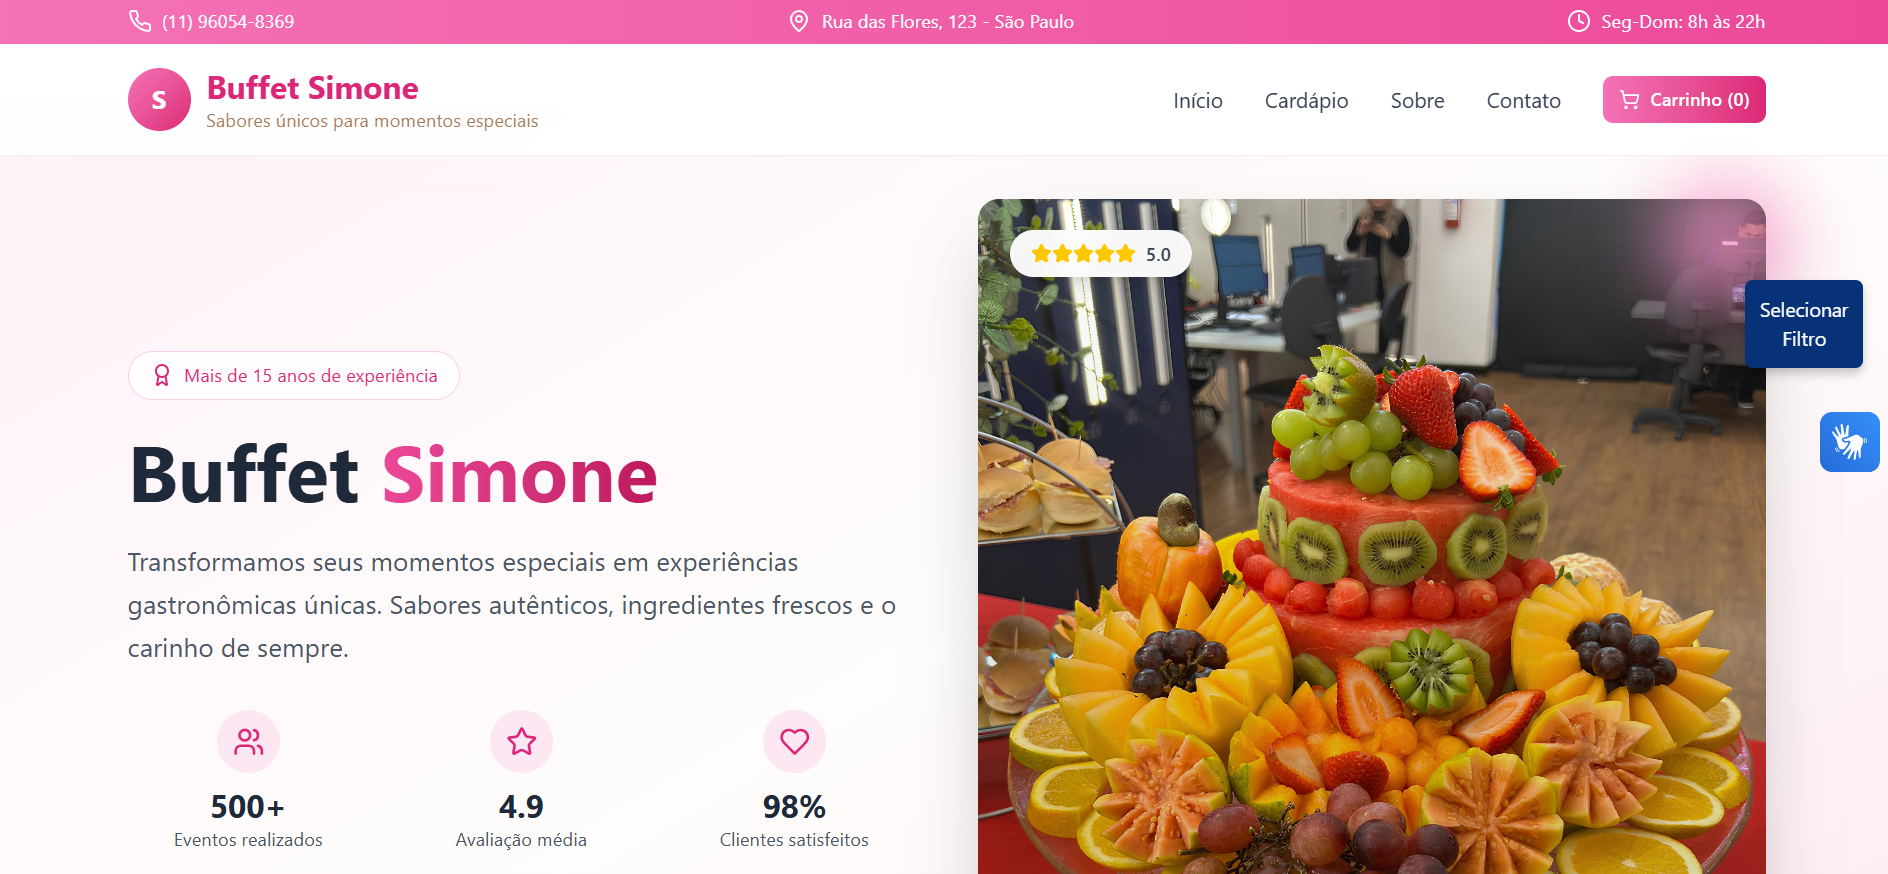 (11) 96054-8369
Rua das Flores, 123 - São Paulo
Seg-Dom: 8h às 22h
S
Buffet Simone
Sabores únicos para momentos especiais
Início
Cardápio
Sobre
Contato
Carrinho (0)
5.0
Selecionar
Filtro
Mais de 15 anos de experiência
Buffet Simone
Transformamos seus momentos especiais em experiências
gastronômicas únicas. Sabores autênticos, ingredientes frescos e o
carinho de sempre.
500+
Eventos realizados
4.9
Avaliação média
98%
Clientes satisfeitos